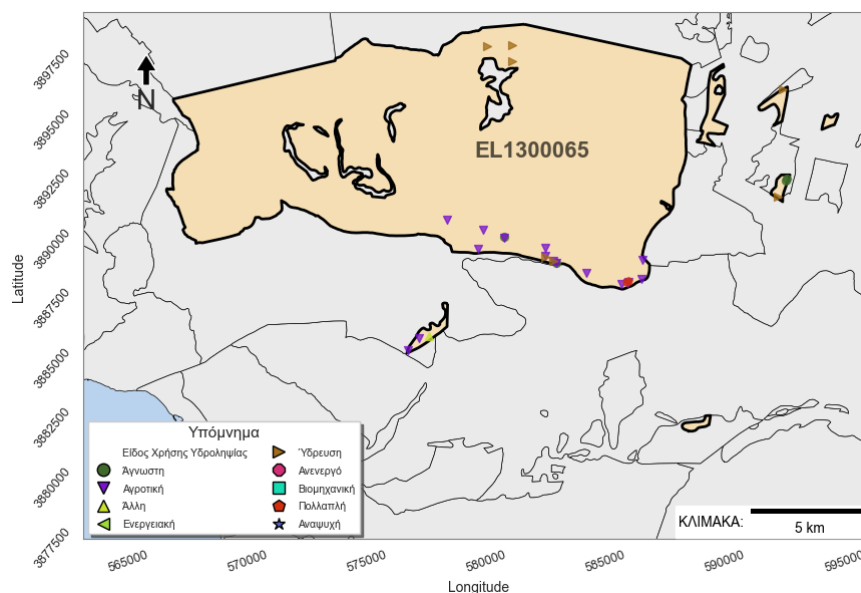 3897500
3895000
3892500
3890000
3887500
3885000
3882500
3880000
3877500
Latitude
N
EL1300065
Υπόμνημα
Είδος Χρήσης Υδροληψίας
Άγνωστη
Αγροτική
Άλλη
Ενεργειακή
Ύδρευση
Ανενεργό
Βιομηχανική
Πολλαπλή
Αναψυχή
ΚΛΙΜΑΚΑ:
5 km
565000
570000
575000
580000
585000
590000
595000
Longitude